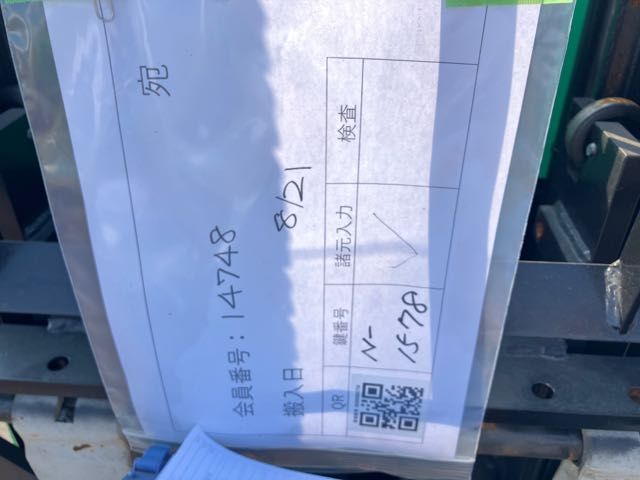 宛
会員番号：14748
搬入日 8/21
QR 鍵番号 諸元入力 検査
N-
1578 ✓